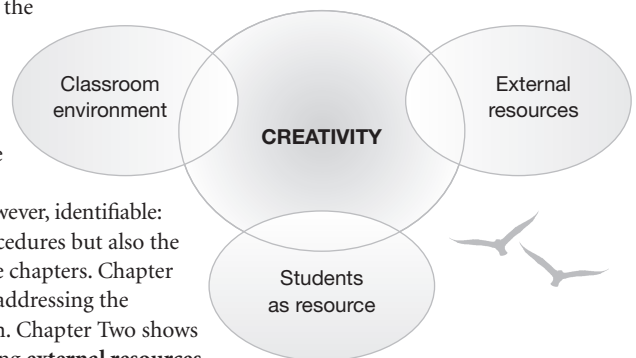 the
Classroom
environment
CREATIVITY
External
resources
Students
as resource
wever, identifiable:
cedures but also the
e chapters. Chapter
addressing the
n. Chapter Two shows
ng external resources